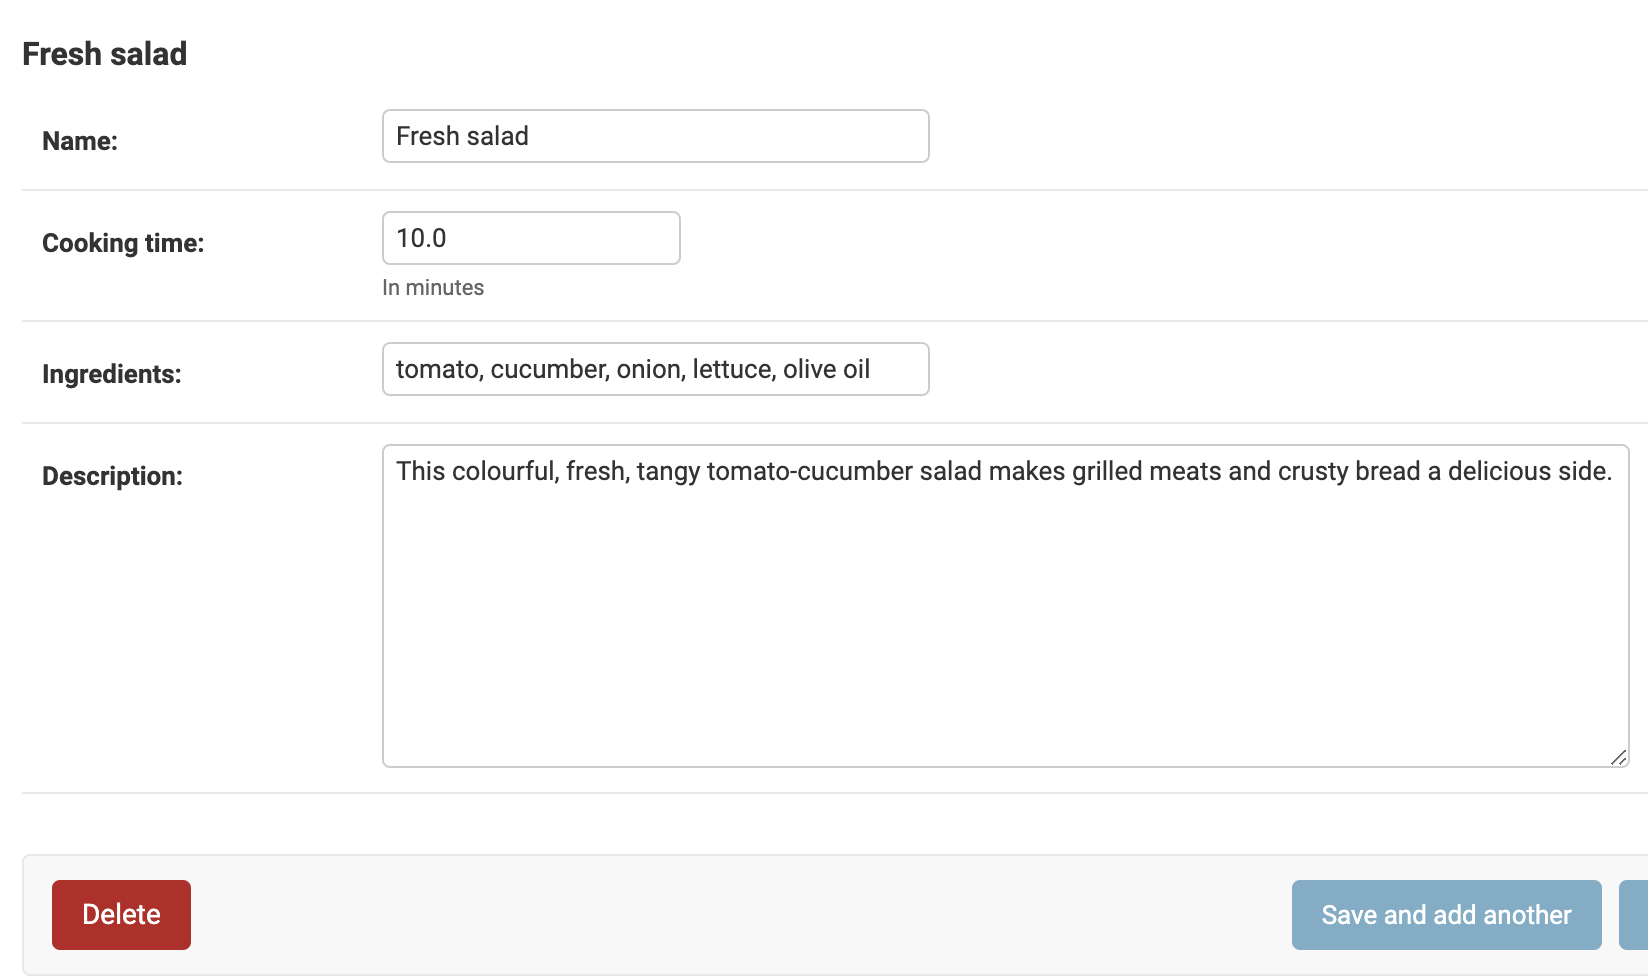 Fresh salad
Name:
Fresh salad
Cooking time:
10.0
In minutes
Ingredients:
tomato, cucumber, onion, lettuce, olive oil
Description:
This colourful, fresh, tangy tomato-cucumber salad makes grilled meats and crusty bread a delicious side.
Delete
Save and add another